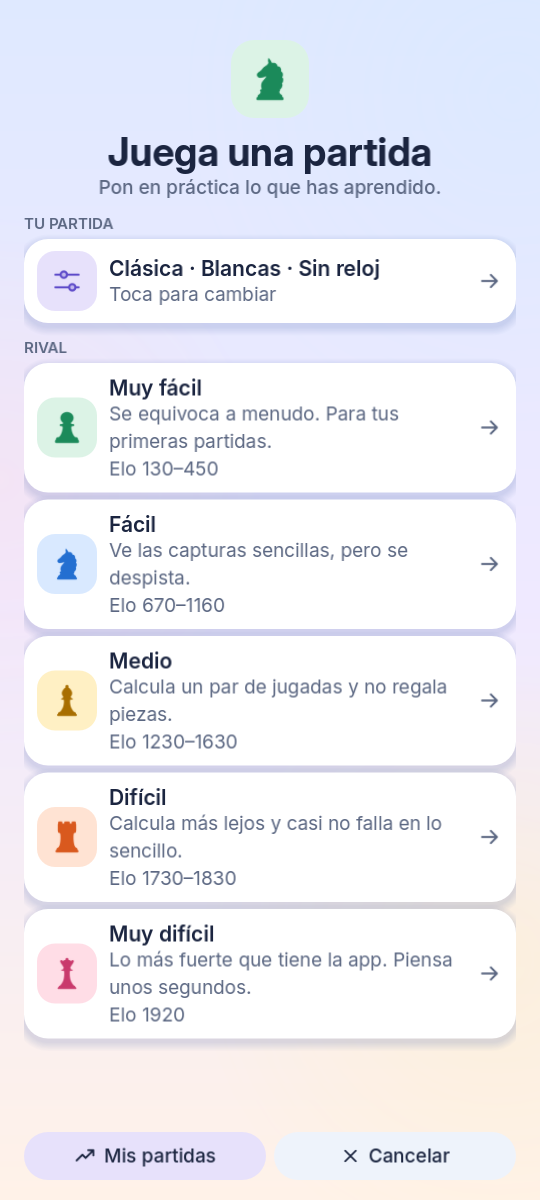 Juega una partida
Pon en práctica lo que has aprendido.
TU PARTIDA
Clásica · Blancas · Sin reloj
Toca para cambiar
RIVAL
Muy fácil
Se equivoca a menudo. Para tus
primeras partidas.
Elo 130–450
Fácil
Ve las capturas sencillas, pero se
despista.
Elo 670–1160
Medio
Calcula un par de jugadas y no regala
piezas.
Elo 1230–1630
Difícil
Calcula más lejos y casi no falla en lo
sencillo.
Elo 1730–1830
Muy difícil
Lo más fuerte que tiene la app. Piensa
unos segundos.
Elo 1920
Mis partidas
Cancelar